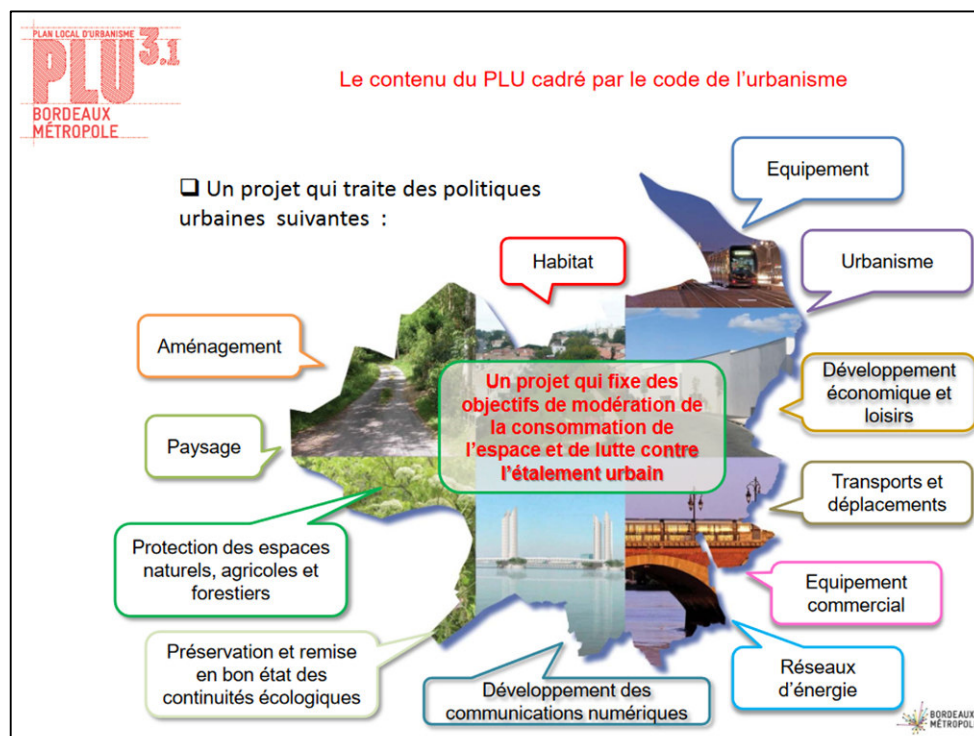 PLAN LOCAL D'URBANISME
PLU 3.1
BORDEAUX
MÉTROPOLE
Le contenu du PLU cadré par le code de l'urbanisme
❑ Un projet qui traite des politiques
urbaines suivantes :
Equipement
Habitat
Urbanisme
Aménagement
Un projet qui fixe des
objectifs de modération de
la consommation de
l'espace et de lutte contre
l'étalement urbain
Développement
économique et
loisirs
Paysage
Transports et
déplacements
Protection des espaces
naturels, agricoles et
forestiers
Equipement
commercial
Préservation et remise
en bon état des
continuités écologiques
Réseaux
d'énergie
Développement des
communications numériques
BORDEAUX
MÉTROPOLE